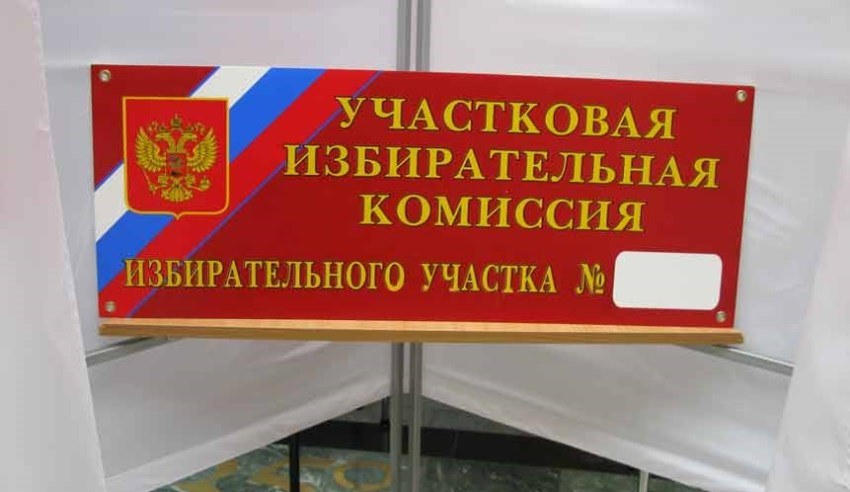 УЧАСТКОВАЯ
ИЗБИРАТЕЛЬНАЯ
КОМИССИЯ
ИЗБИРАТЕЛЬНОГО УЧАСТКА №